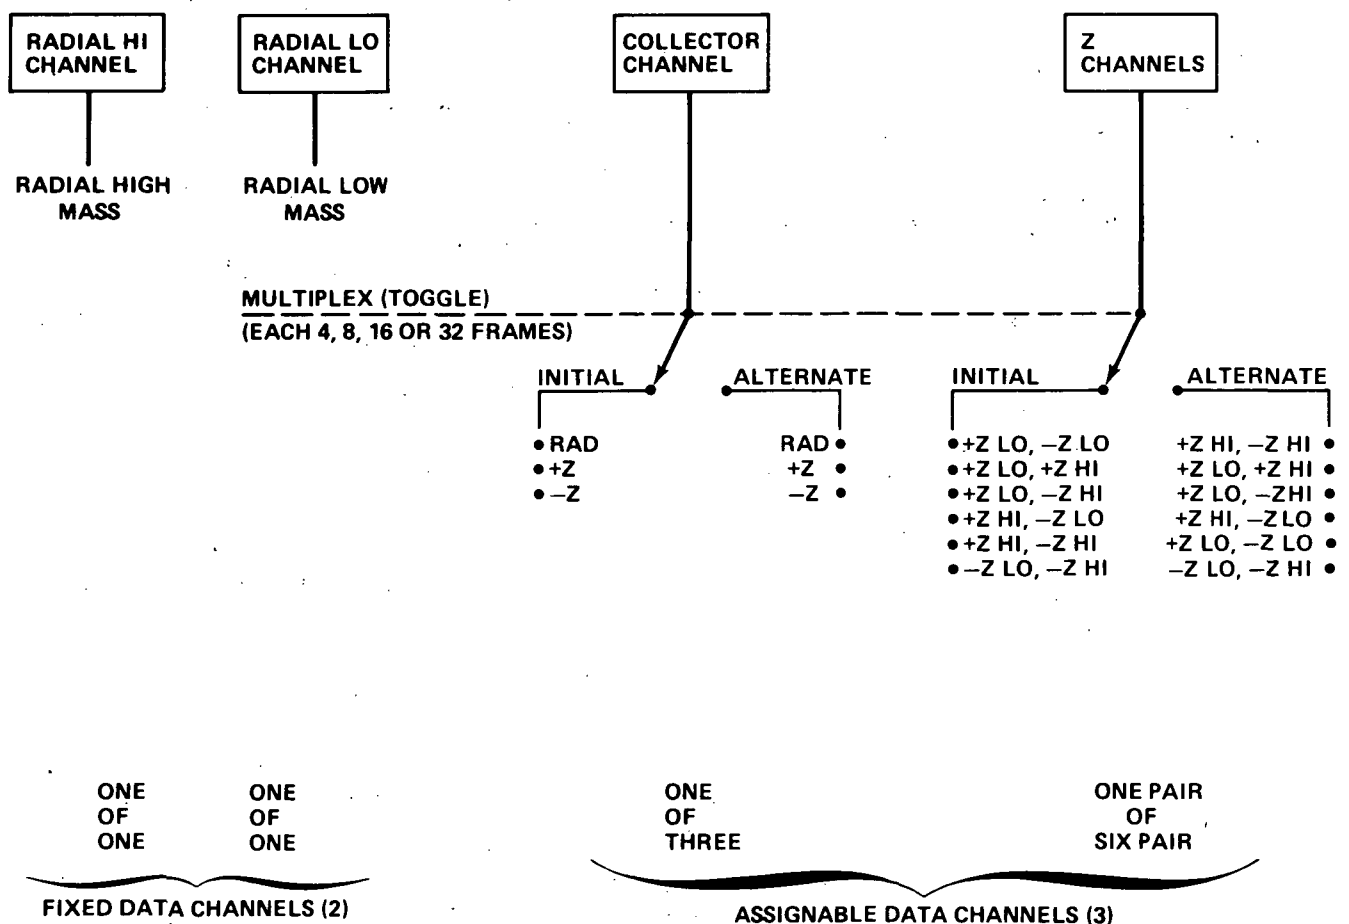 RADIAL HI
CHANNEL
RADIAL LO
CHANNEL
COLLECTOR
CHANNEL
Z
CHANNELS
RADIAL HIGH
MASS
RADIAL LOW
MASS
MULTIPLEX (TOGGLE)
(EACH 4, 8, 16 OR 32 FRAMES)
INITIAL
ALTERNATE
• RAD
• +Z
• –Z
RAD •
+Z •
–Z •
INITIAL
ALTERNATE
• +Z LO, –Z LO
• +Z LO, +Z HI
• +Z LO, –Z HI
• +Z HI, –Z LO
• +Z HI, –Z HI
• –Z LO, –Z HI
+Z HI, –Z HI •
+Z LO, +Z HI •
+Z LO, –ZHI •
+Z HI, –Z LO •
+Z LO, –Z LO •
–Z LO, –Z HI •
ONE
OF
ONE
ONE
OF
ONE
ONE
OF
THREE
ONE PAIR
OF
SIX PAIR
FIXED DATA CHANNELS (2)
ASSIGNABLE DATA CHANNELS (3)